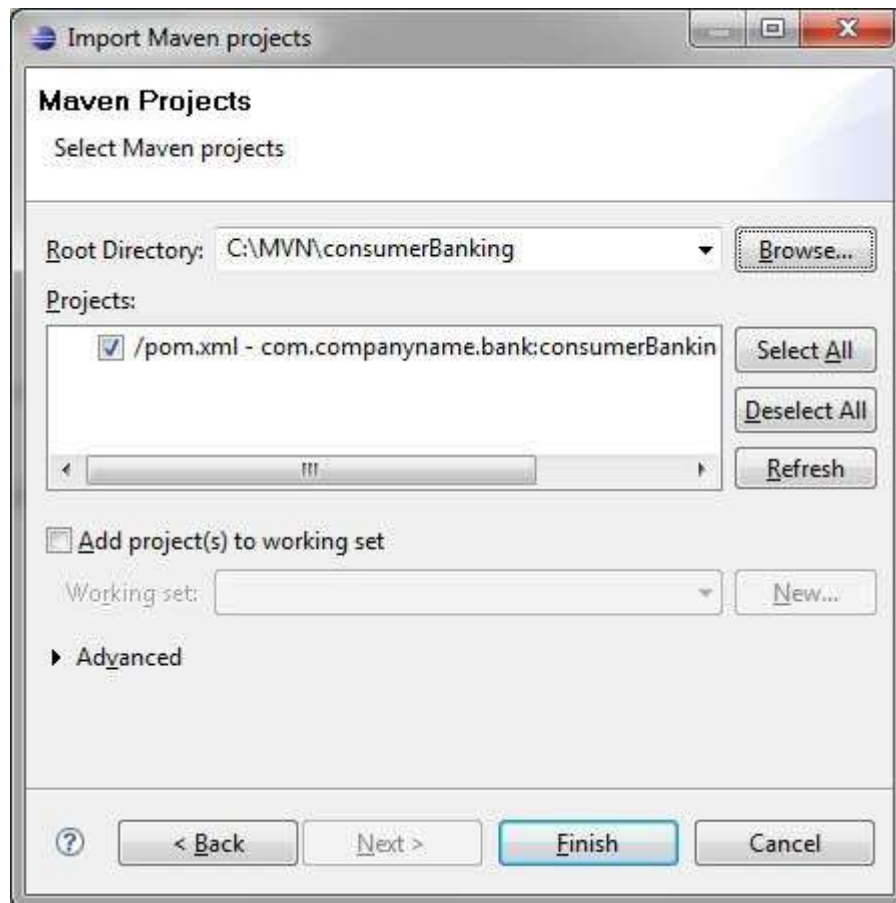 Import Maven projects
Maven Projects
Select Maven projects
Root Directory: C:\MVN\consumerBanking Browse...
Projects:
/pom.xml - com.companyname.bank:consumerBankin Select All
Deselect All
Refresh
Add project(s) to working set
Working set: New...
Advanced
? < Back Next > Finish Cancel